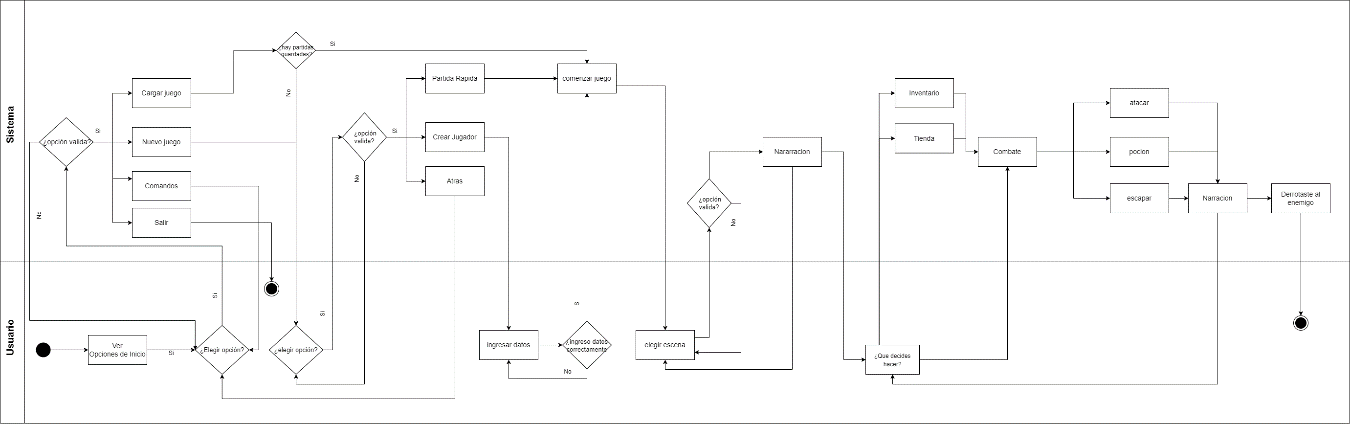 Sistema
¿hay partidas
guardadas?
Si
Cargar juego
No
Partida Rapida
comenzar juego
Inventario
atacar
¿opción valida?
Si
Nuevo juego
¿opción
valida?
Si
Crear Jugador
Tienda
Nararracion
Combate
pocion
Comandos
No
Atras
¿opción
valida?
No
escapar
Narracion
Derrotaste al
enemigo
No
Salir
Usuario
Si
Si
S
Ver
Opciones de Inicio
Si
¿Elegir opción?
¿elegir opción?
ingresar datos
¿Ingreso datos
correctamente
No
elegir escena
¿Que decides
hacer?